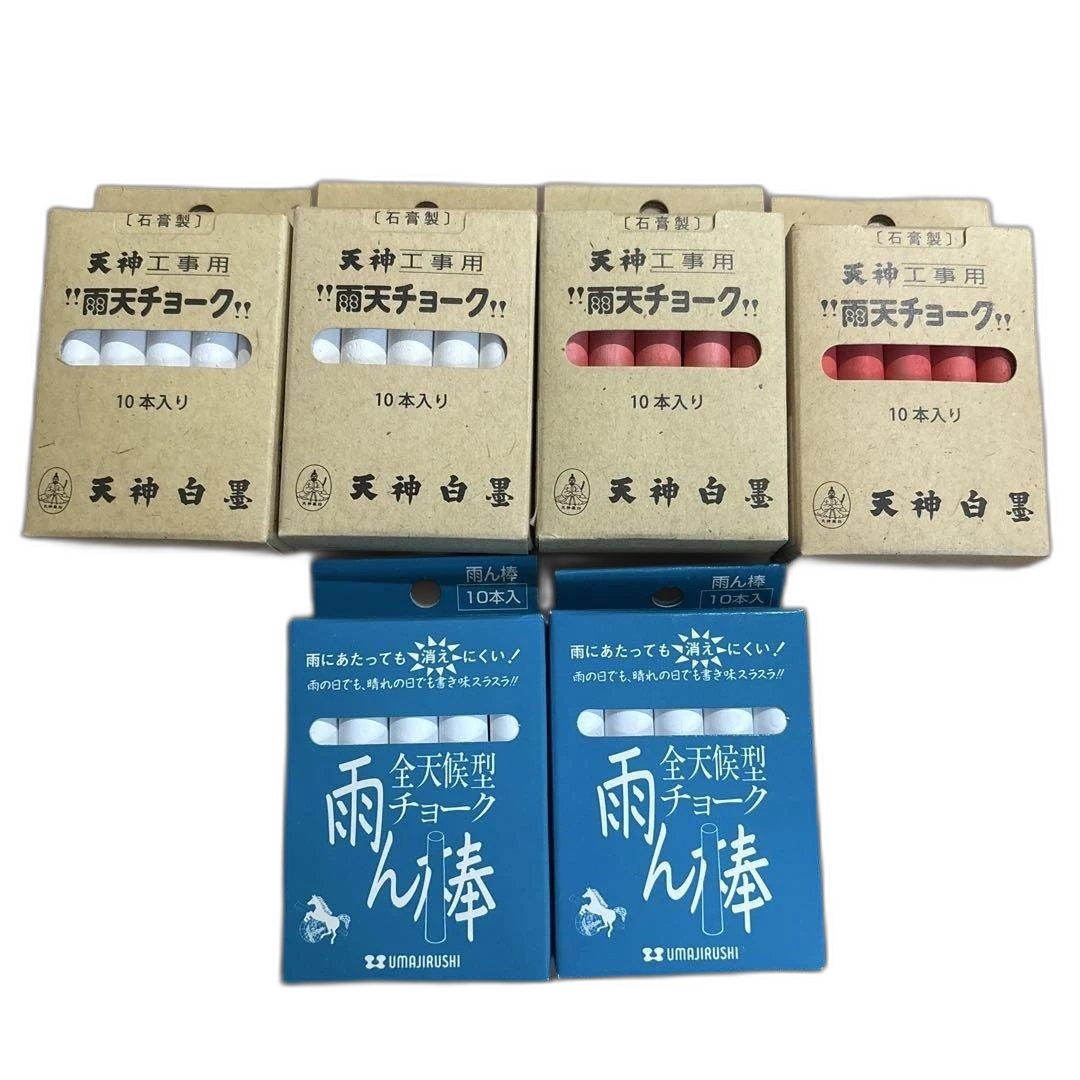 〔石膏製〕
天神工事用
"雨天チョーク"
10本入り
天神白墨
〔石膏製〕
天神工事用
"雨天チョーク"
10本入り
天神白墨
〔石膏製〕
天神工事用
"雨天チョーク"
10本入り
天神白墨
〔石膏製〕
天神工事用
"雨天チョーク"
10本入り
天神白墨
雨ん棒
10本入
雨にあたっても消えにくい!
雨の日でも、晴れの日でも書き味スラスラ!!
全天候型
チョーク
雨ん棒
UMAJIRUSHI
雨ん棒
10本入
雨にあたっても消えにくい!
雨の日でも、晴れの日でも書き味スラスラ!!
全天候型
チョーク
雨ん棒
UMAJIRUSHI